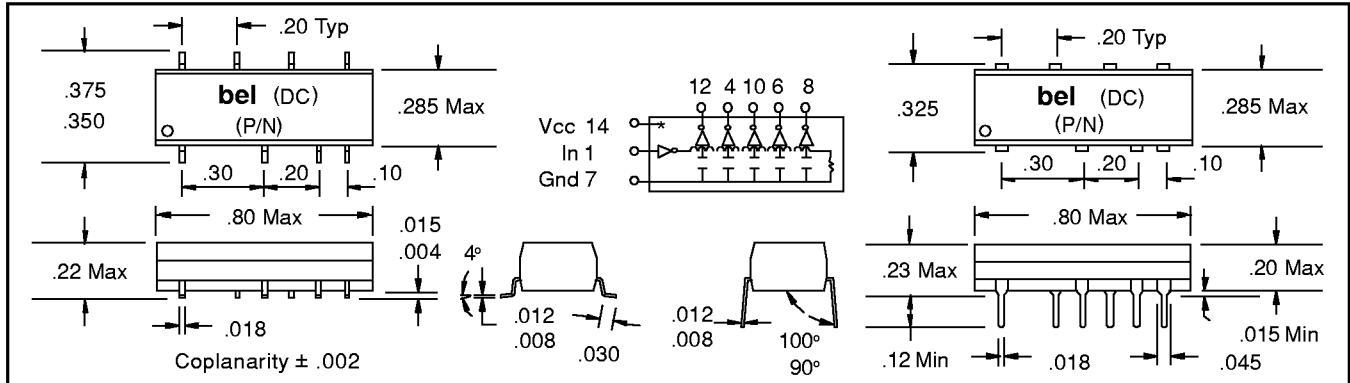 .20 Typ
.375
.350
bel (DC)
(P/N)
.285 Max
.30 .20 .10
.80 Max
.22 Max
.015
.004
.018
Coplanarity ± .002
12 4 10 6 8
Vcc 14 *
In 1
Gnd 7
4º
.012
.008
.030
.012
.008
100º
90º
.20 Typ
.325
bel (DC)
(P/N)
.285 Max
.30 .20 .10
.80 Max
.23 Max
.20 Max
.12 Min
.018
.015 Min
.045